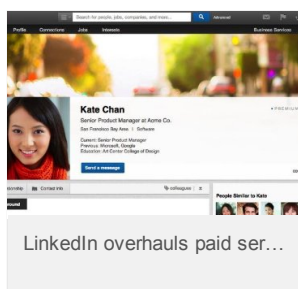 Search for people, jobs, companies, and more...
Advanced
Profile Connections Jobs Interests
Business Services
Kate Chan
Senior Product Manager at Acme Co.
San Francisco Bay Area | Software
Current: Senior Product Manager
Previous: Microsoft, Google
Education: Art Center College of Design
Send a message
Contact Info
colleagues
People Similar to Kate
LinkedIn overhauls paid ser…